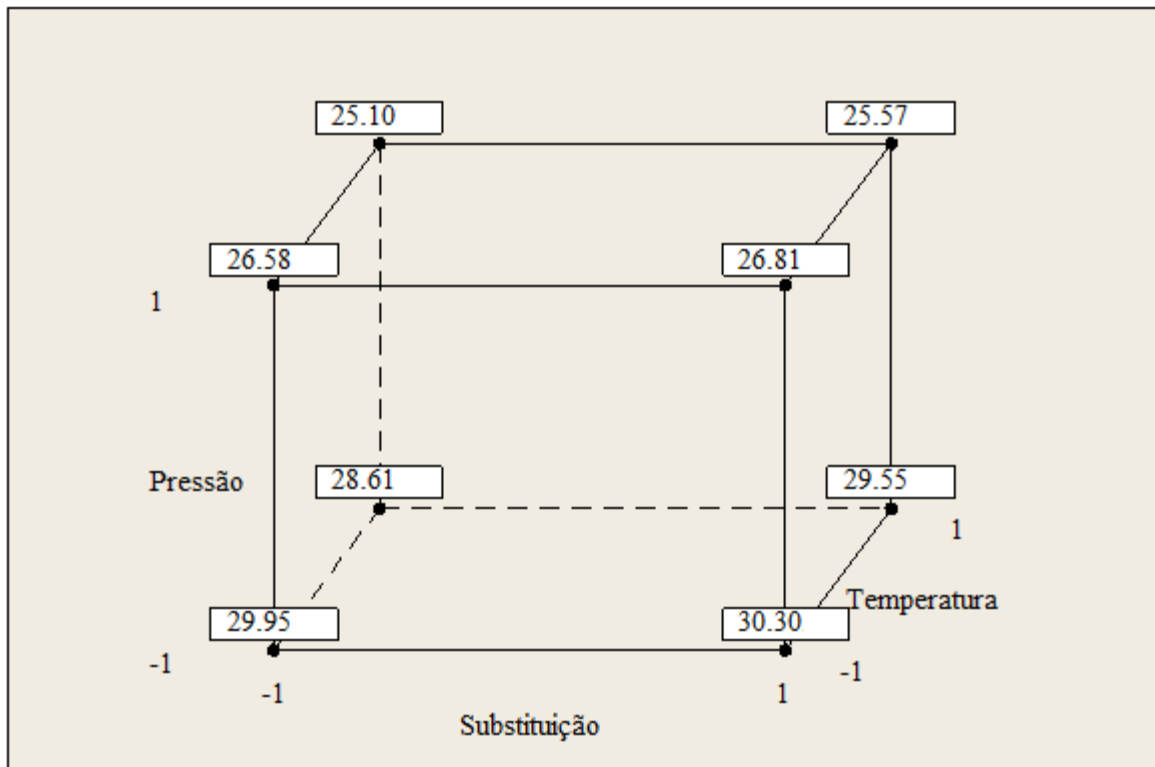 25.10 25.57
26.58 26.81
1
Pressão 28.61 29.55
1
Temperatura
29.95 30.30
-1 -1
-1 1
Substituição